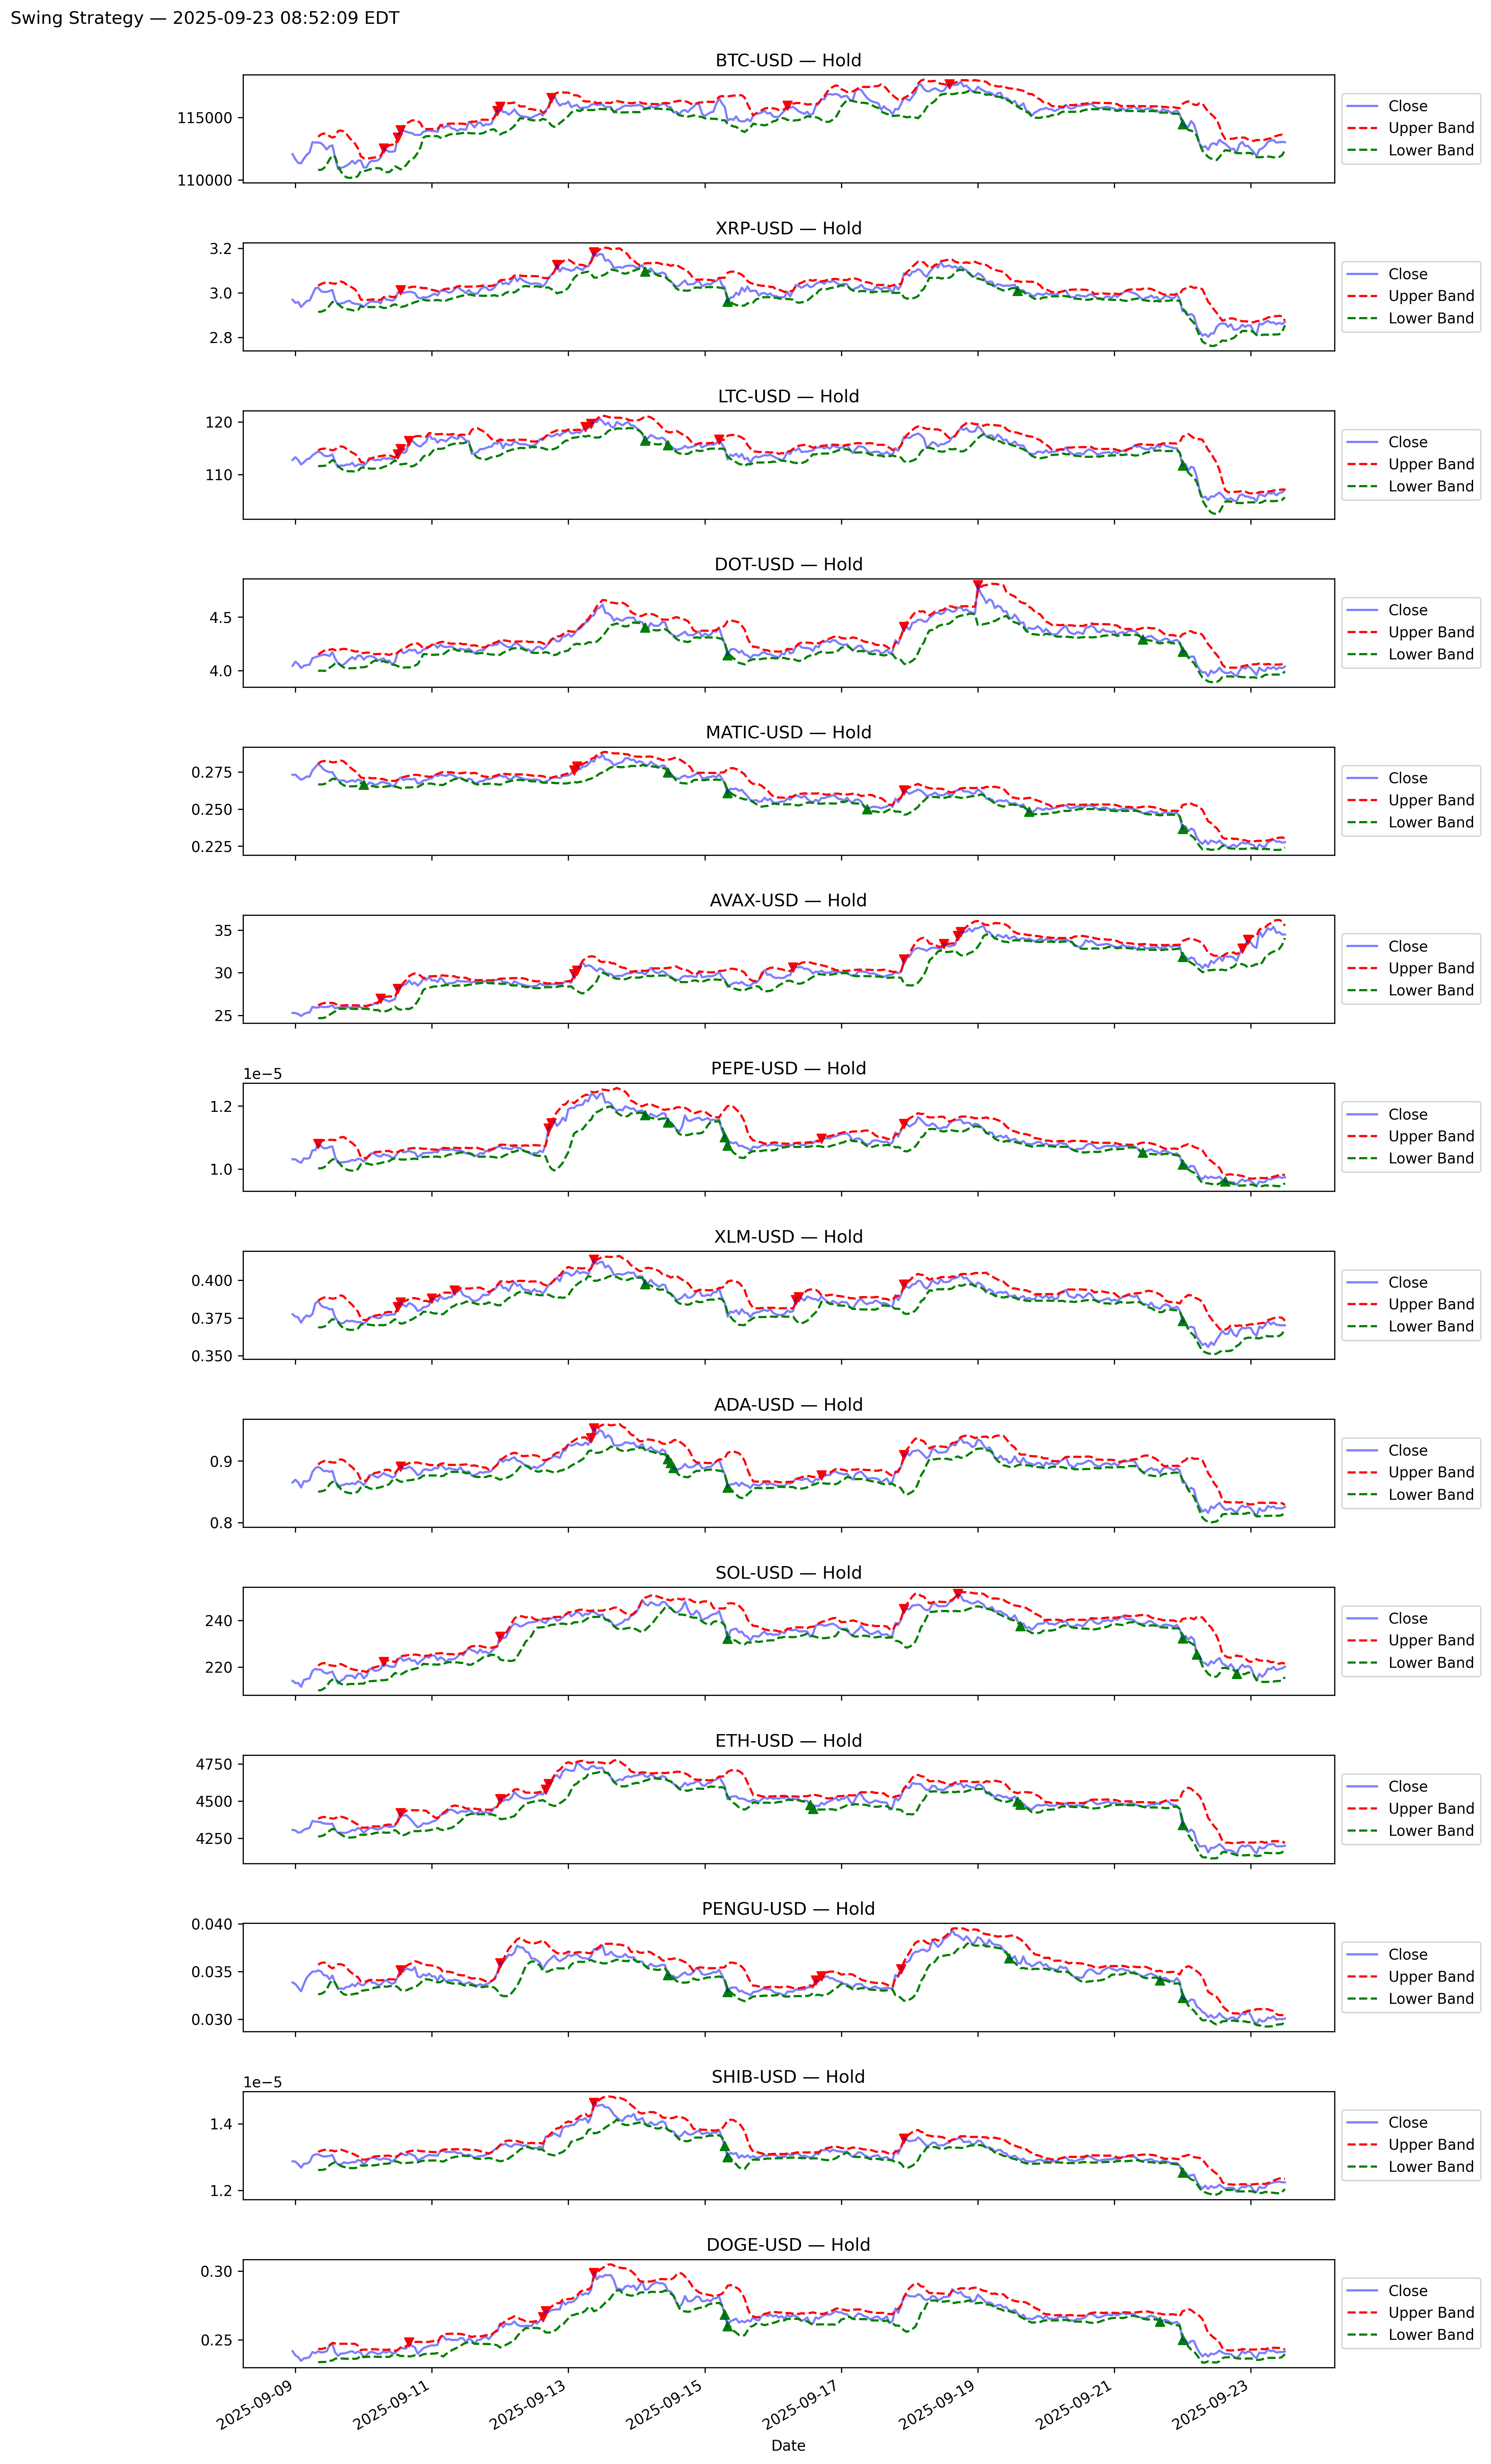 Swing Strategy — 2025-09-23 08:52:09 EDT
BTC-USD — Hold
115000
110000
Close
Upper Band
Lower Band
XRP-USD — Hold
3.2
3.0
2.8
Close
Upper Band
Lower Band
LTC-USD — Hold
120
110
Close
Upper Band
Lower Band
DOT-USD — Hold
4.5
4.0
Close
Upper Band
Lower Band
MATIC-USD — Hold
0.275
0.250
0.225
Close
Upper Band
Lower Band
AVAX-USD — Hold
35
30
25
Close
Upper Band
Lower Band
PEPE-USD — Hold
1e−5
1.2
1.0
Close
Upper Band
Lower Band
XLM-USD — Hold
0.400
0.375
0.350
Close
Upper Band
Lower Band
ADA-USD — Hold
0.9
0.8
Close
Upper Band
Lower Band
SOL-USD — Hold
240
220
Close
Upper Band
Lower Band
ETH-USD — Hold
4750
4500
4250
Close
Upper Band
Lower Band
PENGU-USD — Hold
0.040
0.035
0.030
Close
Upper Band
Lower Band
SHIB-USD — Hold
1e−5
1.4
1.2
Close
Upper Band
Lower Band
DOGE-USD — Hold
0.30
0.25
Close
Upper Band
Lower Band
2025-09-09
2025-09-11
2025-09-13
2025-09-15
2025-09-17
2025-09-19
2025-09-21
2025-09-23
Date